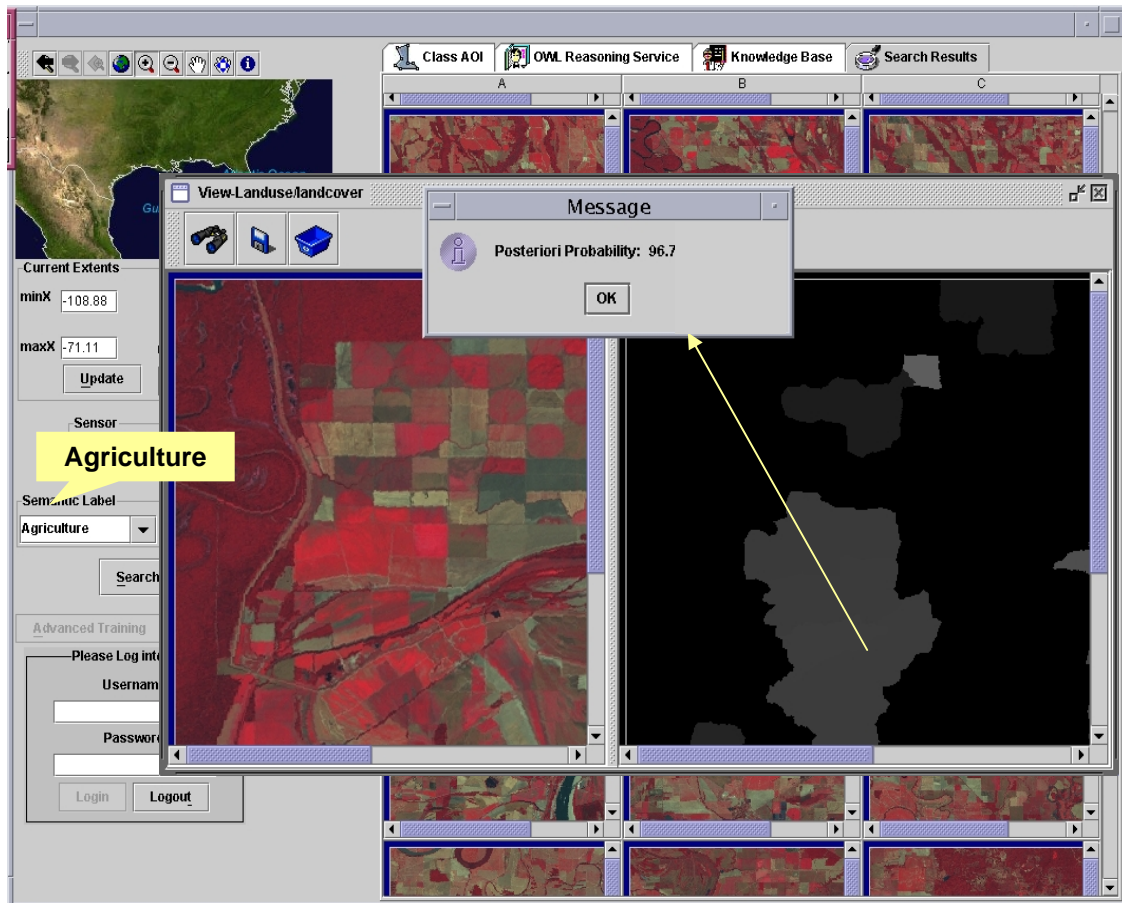 Class AOI
OWL Reasoning Service
Knowledge Base
Search Results
A
B
C
Gu
View-Landuse/landcover
Message
Posteriori Probability: 96.7
OK
Current Extents
minX
-108.88
maxX
-71.11
Update
Sensor
Agriculture
Semantic Label
Agriculture
Search
Advanced Training
Please Log int
Usernam
Passwor
Login
Logout